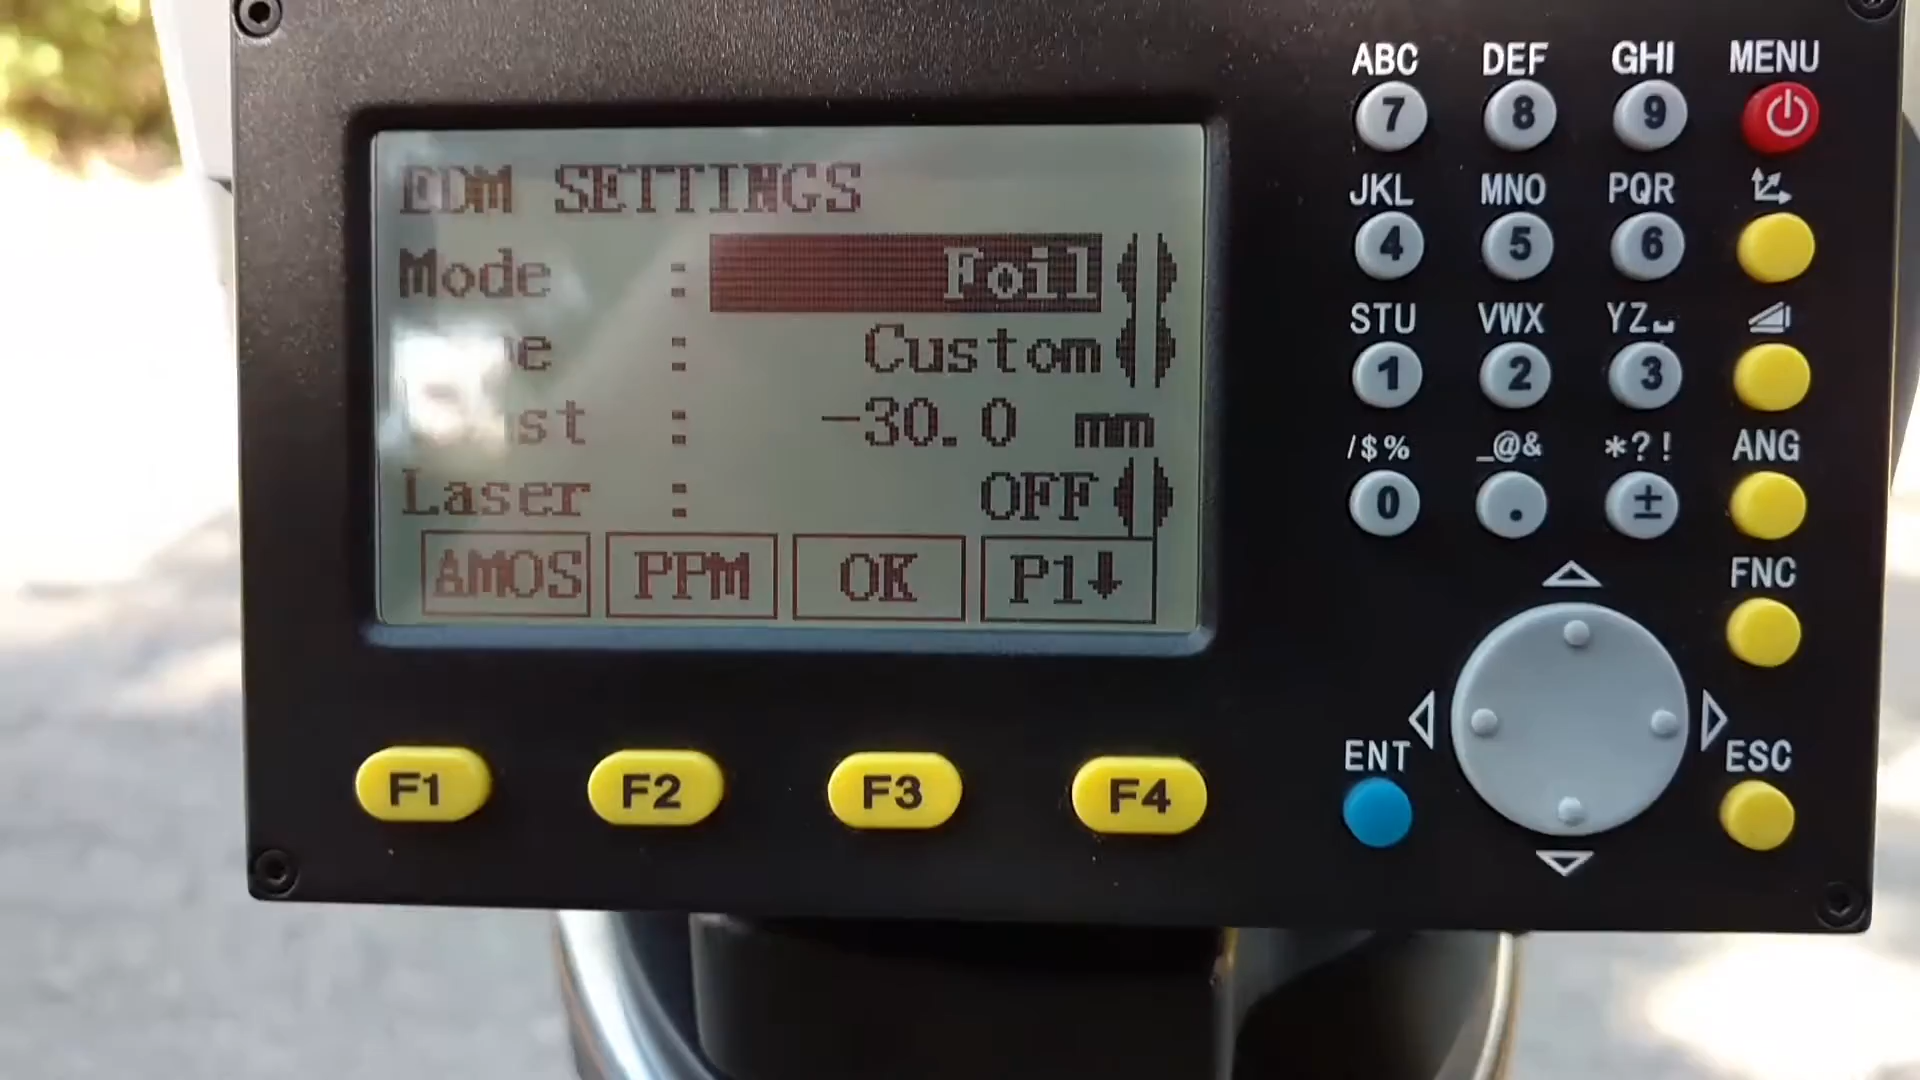 EDM SETTINGS
Mode : Foil
: Custom
: -30.0 mm
Laser : OFF
AMOS PPM OK P1↓
F1 F2 F3 F4
ABC DEF GHI MENU
7 8 9
JKL MNO PQR
4 5 6
STU VWX YZ␣
1 2 3
/$% _@& *?! ANG
0 . ±
FNC
ENT ESC